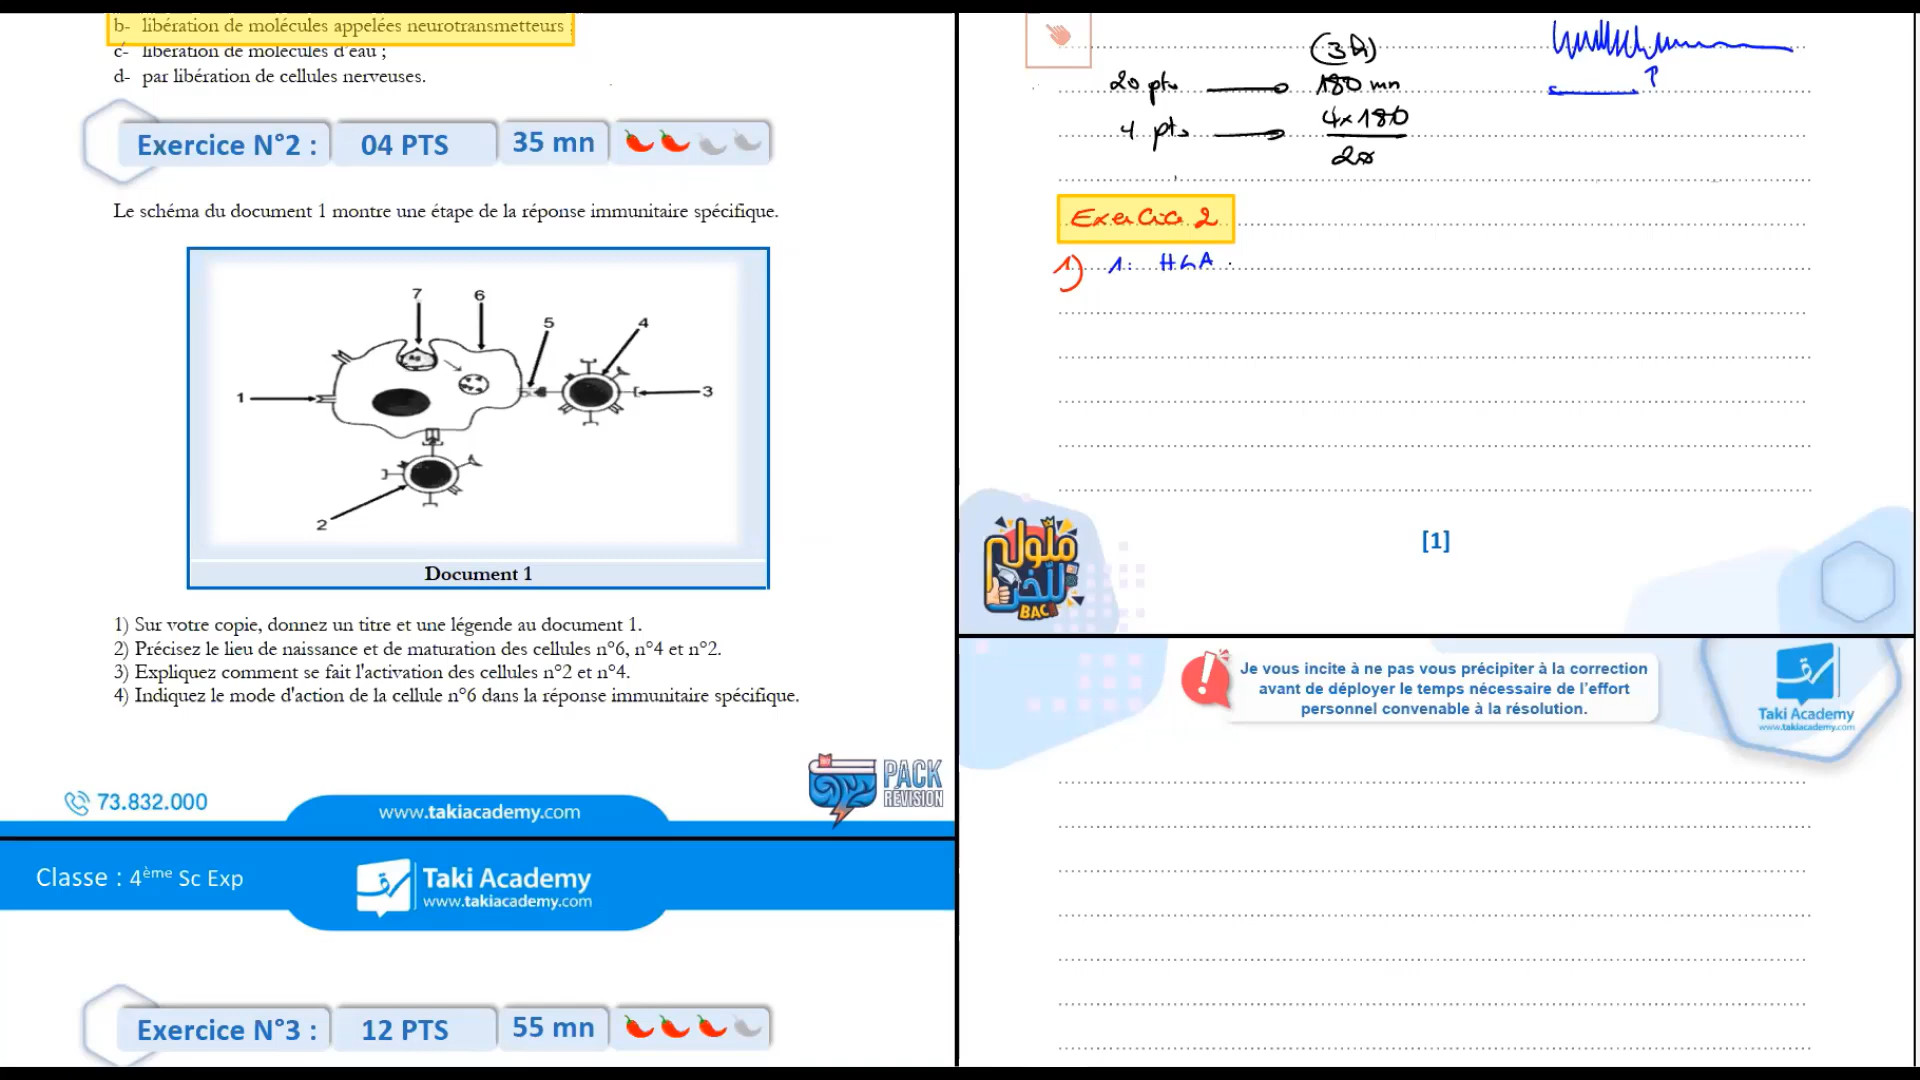 b- libération de molécules appelées neurotransmetteurs ;
c- libération de molécules d'eau ;
d- par libération de cellules nerveuses.
Exercice N°2 :
04 PTS
35 mn
Le schéma du document 1 montre une étape de la réponse immunitaire spécifique.
7
6
5
4
1
3
2
Document 1
1) Sur votre copie, donnez un titre et une légende au document 1.
2) Précisez le lieu de naissance et de maturation des cellules n°6, n°4 et n°2.
3) Expliquez comment se fait l'activation des cellules n°2 et n°4.
4) Indiquez le mode d'action de la cellule n°6 dans la réponse immunitaire spécifique.
73.832.000
www.takiacademy.com
PACK
RÉVISION
Classe : 4ème Sc Exp
Taki Academy
www.takiacademy.com
Exercice N°3 :
12 PTS
55 mn
(3h)
20 pts
180 mn
4 pts
4x180
20
Exercice 2
1) 1: HLA
ملول
للآخر
BAC
[1]
Je vous incite à ne pas vous précipiter à la correction
avant de déployer le temps nécessaire de l'effort
personnel convenable à la résolution.
Taki Academy
www.takiacademy.com